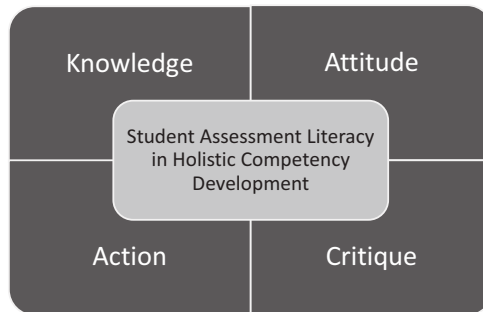 Knowledge
Attitude
Student Assessment Literacy
in Holistic Competency
Development
Action
Critique